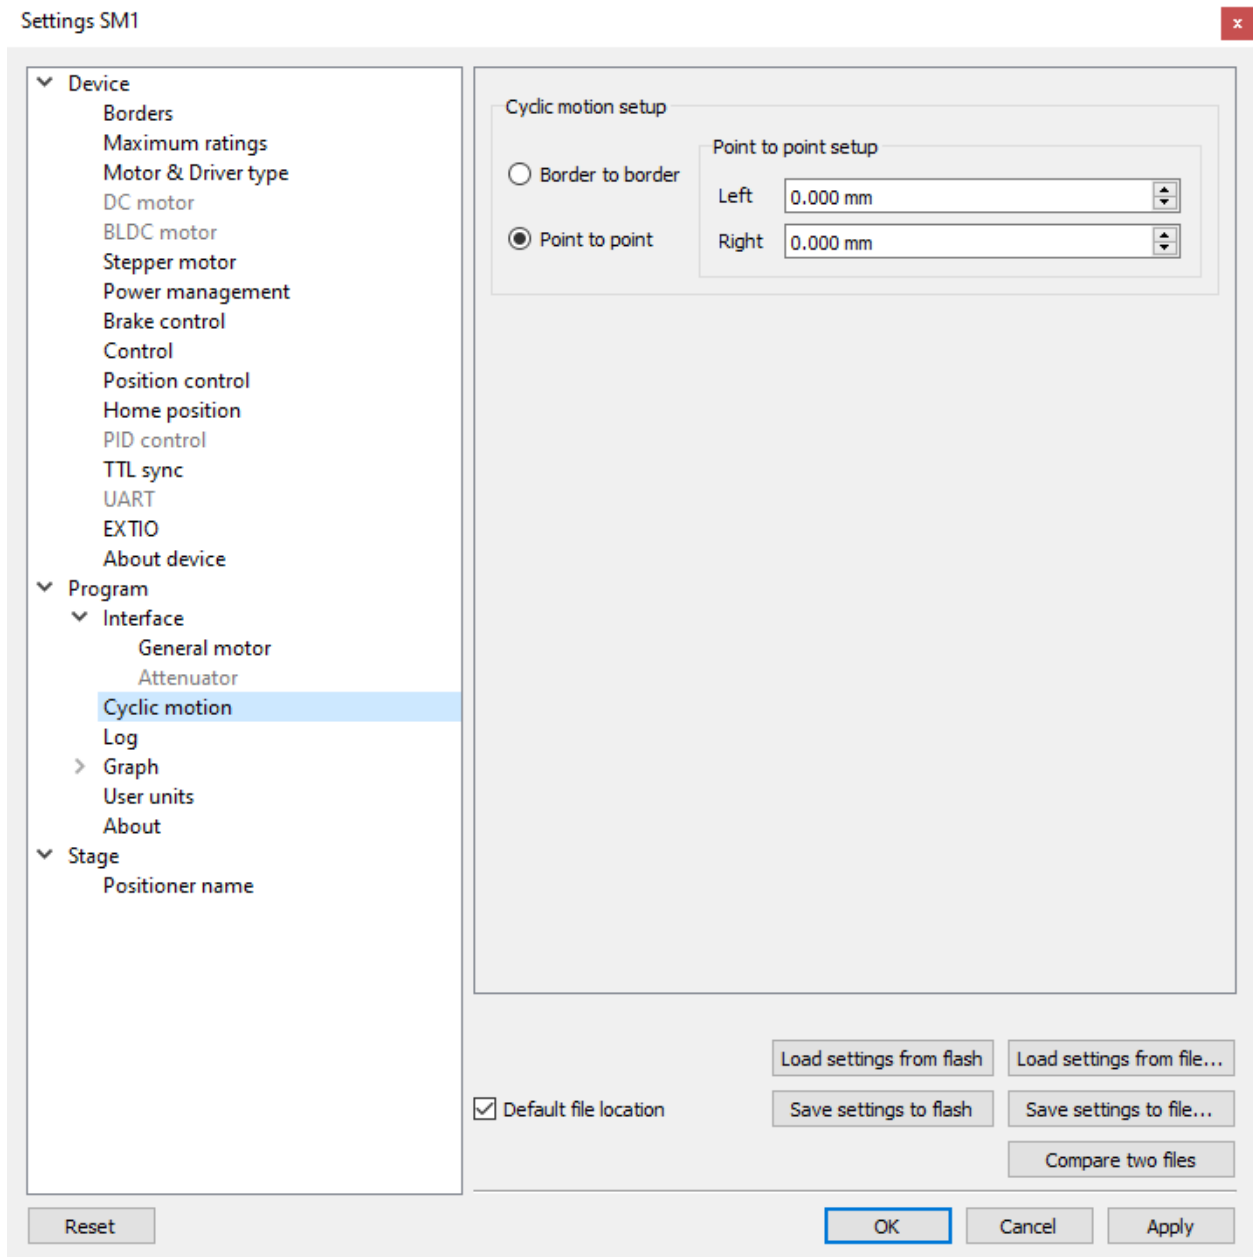 Settings SM1
x
Device
Borders
Maximum ratings
Motor & Driver type
DC motor
BLDC motor
Stepper motor
Power management
Brake control
Control
Position control
Home position
PID control
TTL sync
UART
EXTIO
About device
Program
Interface
General motor
Attenuator
Cyclic motion
Log
Graph
User units
About
Stage
Positioner name
Cyclic motion setup
Border to border
Point to point
Point to point setup
Left 0.000 mm
Right 0.000 mm
Load settings from flash Load settings from file...
Default file location Save settings to flash Save settings to file...
Compare two files
Reset OK Cancel Apply